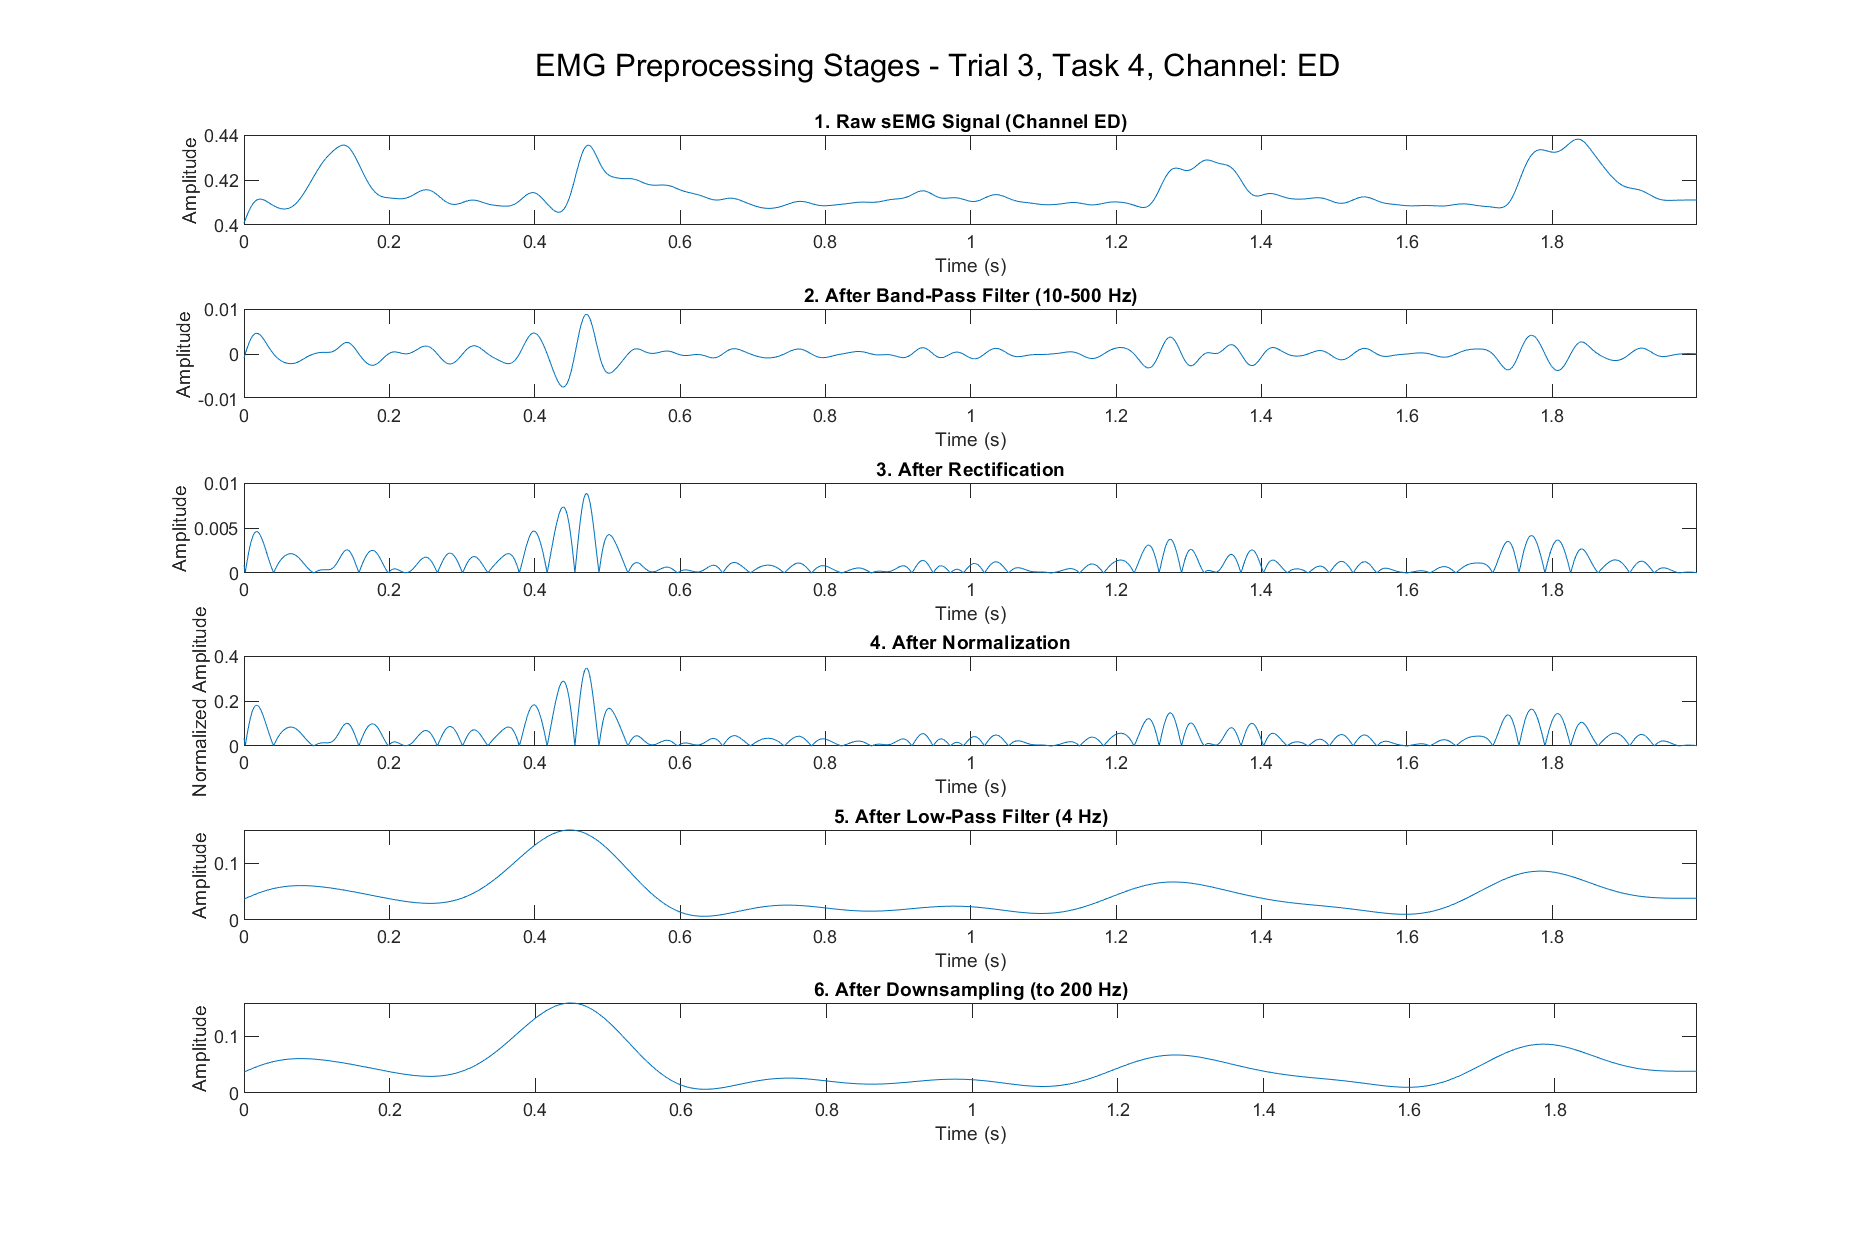 EMG Preprocessing Stages - Trial 3, Task 4, Channel: ED
1. Raw sEMG Signal (Channel ED)
Amplitude
0.44
0.42
0.4
0 0.2 0.4 0.6 0.8 1 1.2 1.4 1.6 1.8
Time (s)
2. After Band-Pass Filter (10-500 Hz)
Amplitude
0.01
0
-0.01
0 0.2 0.4 0.6 0.8 1 1.2 1.4 1.6 1.8
Time (s)
3. After Rectification
Amplitude
0.01
0.005
0
0 0.2 0.4 0.6 0.8 1 1.2 1.4 1.6 1.8
Time (s)
4. After Normalization
Normalized Amplitude
0.4
0.2
0
0 0.2 0.4 0.6 0.8 1 1.2 1.4 1.6 1.8
Time (s)
5. After Low-Pass Filter (4 Hz)
Amplitude
0.1
0
0 0.2 0.4 0.6 0.8 1 1.2 1.4 1.6 1.8
Time (s)
6. After Downsampling (to 200 Hz)
Amplitude
0.1
0
0 0.2 0.4 0.6 0.8 1 1.2 1.4 1.6 1.8
Time (s)